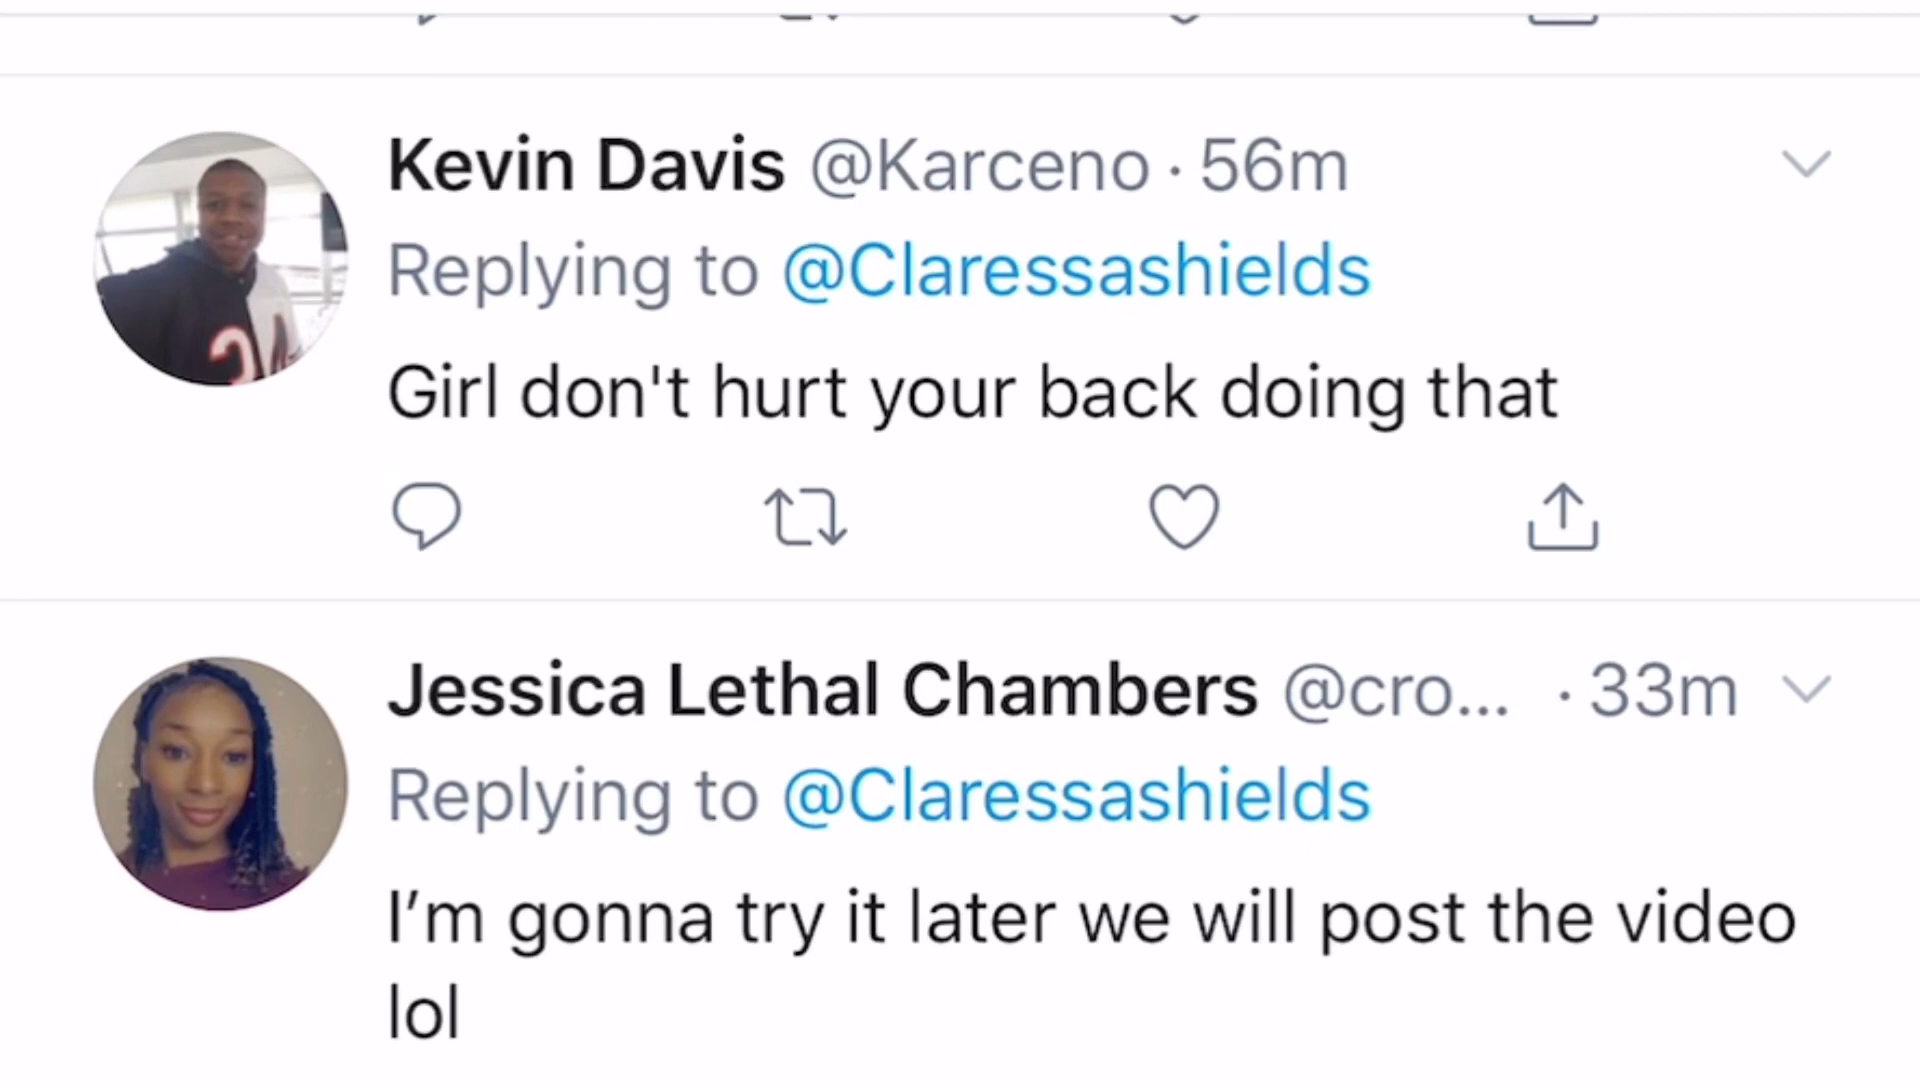 Kevin Davis @Karceno · 56m
Replying to @Claressashields
Girl don't hurt your back doing that
Jessica Lethal Chambers @cro... · 33m
Replying to @Claressashields
I’m gonna try it later we will post the video
lol